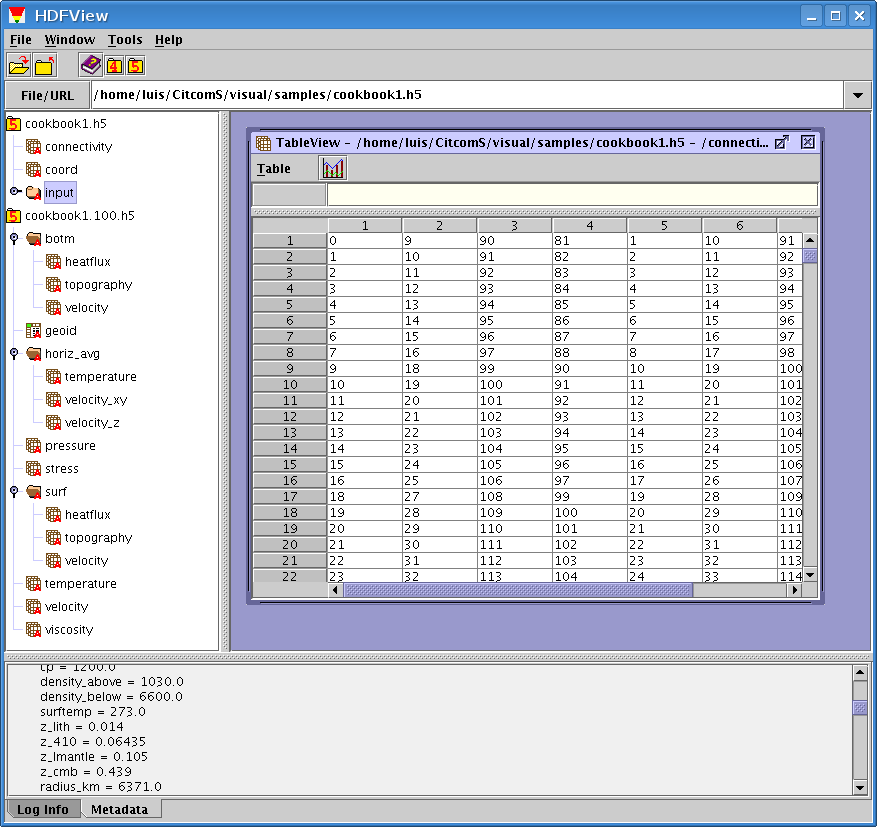 HDFView
File Window Tools Help
4 5
File/URL /home/luis/CitcomS/visual/samples/cookbook1.h5
5 cookbook1.h5
connectivity
coord
input
5 cookbook1.100.h5
botm
heatflux
topography
velocity
geoid
horiz_avg
temperature
velocity_xy
velocity_z
pressure
stress
surf
heatflux
topography
velocity
temperature
velocity
viscosity
TableView - /home/luis/CitcomS/visual/samples/cookbook1.h5 - /connecti...
Table
1 2 3 4 5 6
1 0 9 90 81 1 10 91
2 1 10 91 82 2 11 92
3 2 11 92 83 3 12 93
4 3 12 93 84 4 13 94
5 4 13 94 85 5 14 95
6 5 14 95 86 6 15 96
7 6 15 96 87 7 16 97
8 7 16 97 88 8 17 98
9 9 18 99 90 10 19 100
10 10 19 100 91 11 20 101
11 11 20 101 92 12 21 102
12 12 21 102 93 13 22 103
13 13 22 103 94 14 23 104
14 14 23 104 95 15 24 105
15 15 24 105 96 16 25 106
16 16 25 106 97 17 26 107
17 18 27 108 99 19 28 109
18 19 28 109 100 20 29 110
19 20 29 110 101 21 30 111
20 21 30 111 102 22 31 112
21 22 31 112 103 23 32 113
22 23 32 113 104 24 33 114
cp = 1200.0
density_above = 1030.0
density_below = 6600.0
surftemp = 273.0
z_lith = 0.014
z_410 = 0.06435
z_lmantle = 0.105
z_cmb = 0.439
radius_km = 6371.0
Log Info Metadata